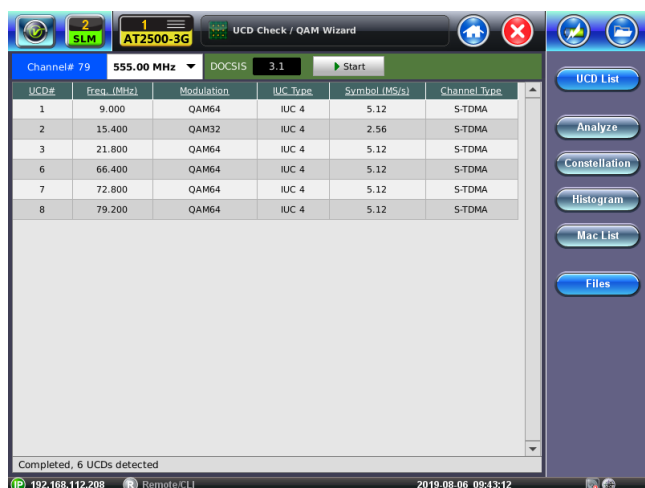 2
SLM
1
AT2500-3G
UCD Check / QAM Wizard
Channel# 79 555.00 MHz DOCSIS 3.1 Start
UCD# Freq. (MHz) Modulation IUC Type Symbol (MS/s) Channel Type
1 9.000 QAM64 IUC 4 5.12 S-TDMA
2 15.400 QAM32 IUC 4 2.56 S-TDMA
3 21.800 QAM64 IUC 4 5.12 S-TDMA
6 66.400 QAM64 IUC 4 5.12 S-TDMA
7 72.800 QAM64 IUC 4 5.12 S-TDMA
8 79.200 QAM64 IUC 4 5.12 S-TDMA
UCD List
Analyze
Constellation
Histogram
Mac List
Files
Completed, 6 UCDs detected
IP 192.168.112.208 R Remote/CLI 2019-08-06 09:43:12